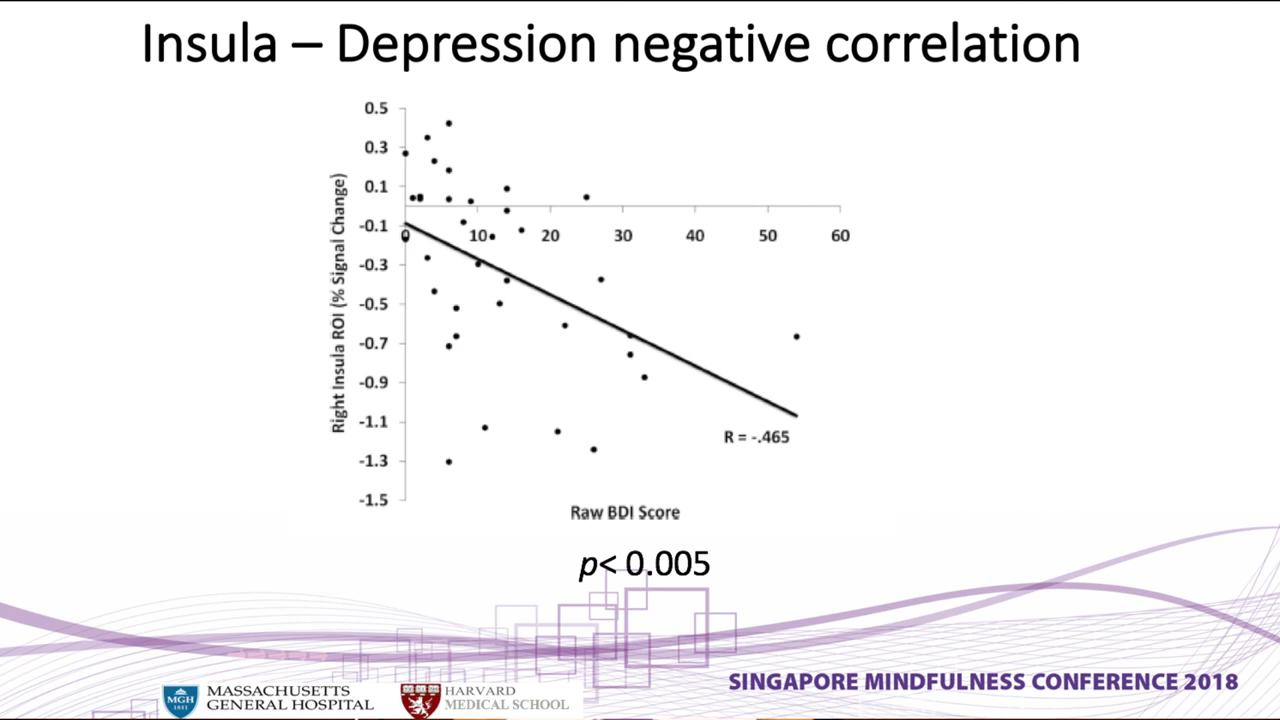 Insula – Depression negative correlation
0.5
0.3
0.1
-0.1
-0.3
-0.5
-0.7
-0.9
-1.1
-1.3
-1.5
0 10 20 30 40 50 60
Right Insula ROI (% Signal Change)
R = -.465
Raw BDI Score
p< 0.005
SINGAPORE MINDFULNESS CONFERENCE 2018
MGH
1811
MASSACHUSETTS
GENERAL HOSPITAL
HARVARD
MEDICAL SCHOOL